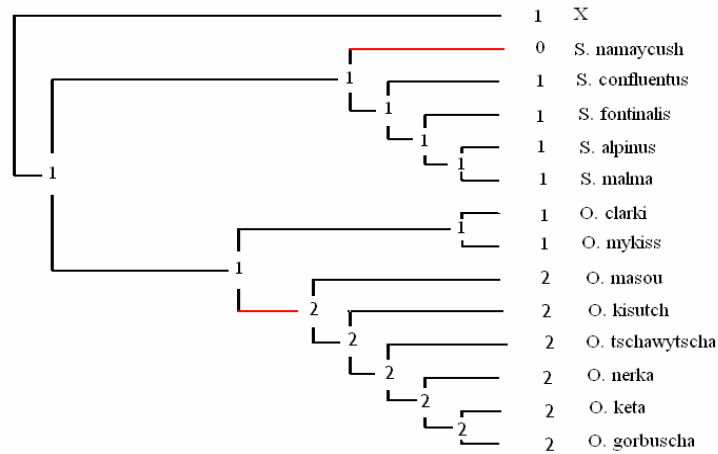 1 X
0 S. namaycush
1
1 S. confluentus
1
1 S. fontinalis
1
1 S. alpinus
1
1
1 S. malma
1 O. clarki
1
1 O. mykiss
1
2 O. masou
2
2 O. kisutch
2
2 O. tschawytscha
2
2 O. nerka
2
2 O. keta
2
2 O. gorbuscha